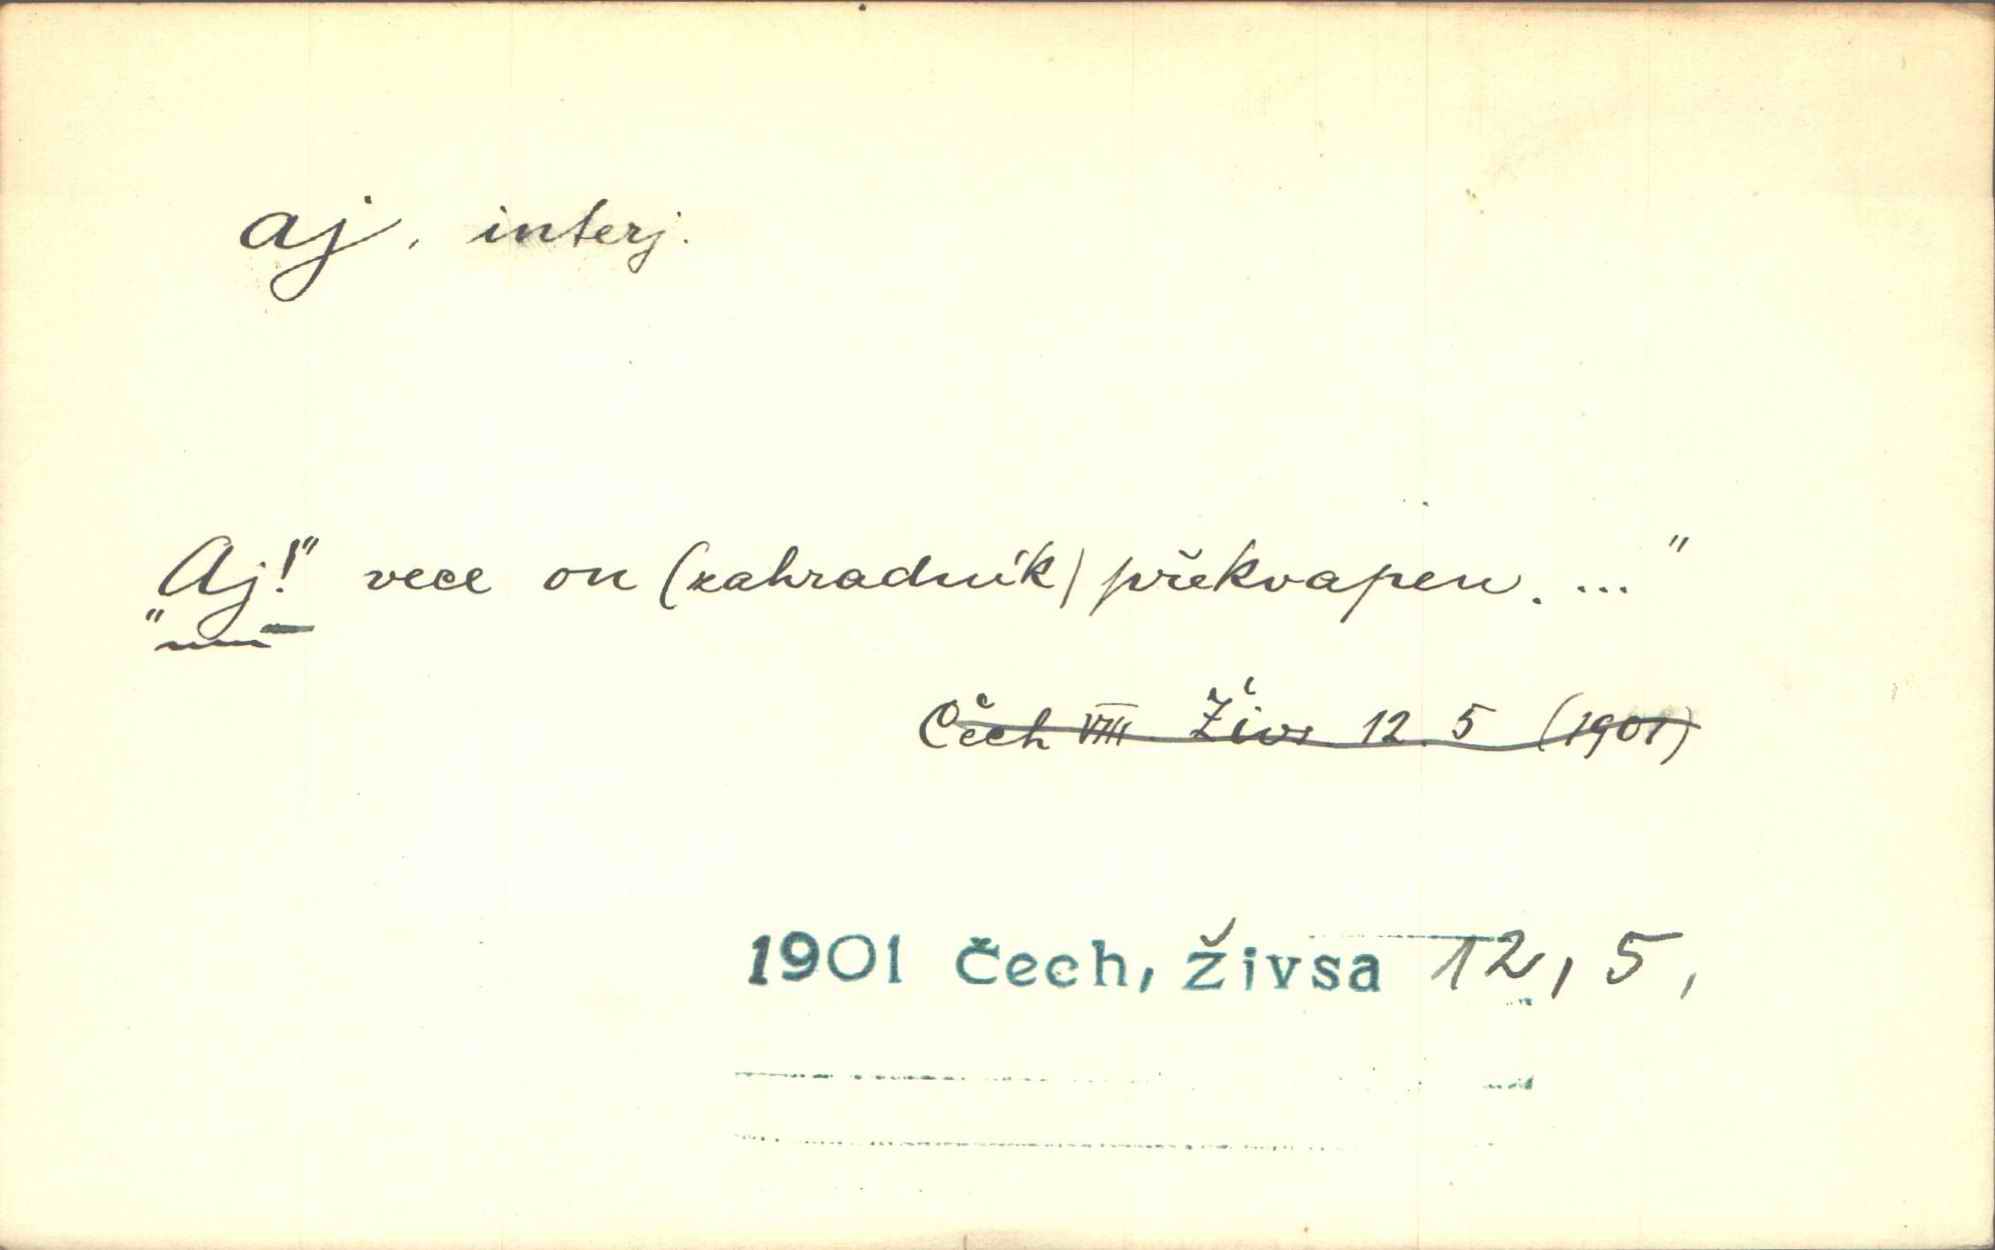 aj, interj.
„Aj!“ vece on (zahradník) překvapen. ...“
Čech VIII Živs 12. 5 (1901)
1901 Čech, Živsa 12, 5,